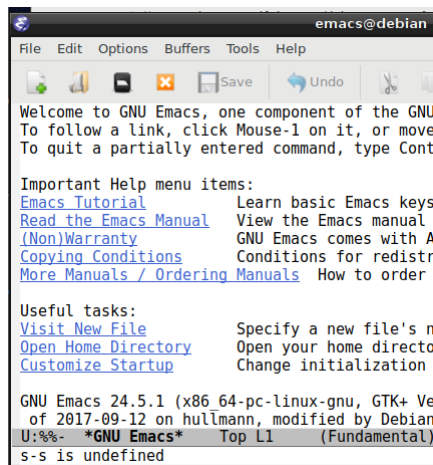 emacs@debian
File Edit Options Buffers Tools Help
Save Undo
Welcome to GNU Emacs, one component of the GNU
To follow a link, click Mouse-1 on it, or move
To quit a partially entered command, type Cont
Important Help menu items:
Emacs Tutorial Learn basic Emacs keys
Read the Emacs Manual View the Emacs manual
(Non)Warranty GNU Emacs comes with A
Copying Conditions Conditions for redistr
More Manuals / Ordering Manuals How to order
Useful tasks:
Visit New File Specify a new file's n
Open Home Directory Open your home directo
Customize Startup Change initialization
GNU Emacs 24.5.1 (x86_64-pc-linux-gnu, GTK+ Ve
of 2017-09-12 on hullmann, modified by Debian
U:%%- *GNU Emacs* Top L1 (Fundamental)
s-s is undefined